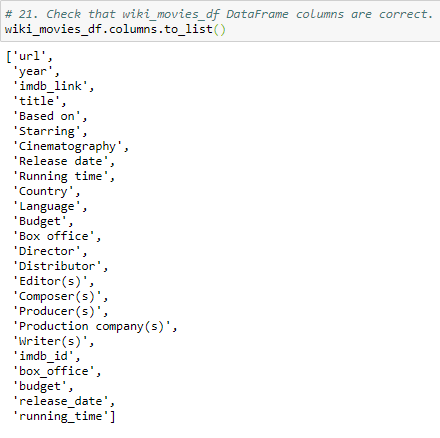 # 21. Check that wiki_movies_df DataFrame columns are correct.
wiki_movies_df.columns.to_list()
['url',
 'year',
 'imdb_link',
 'title',
 'Based on',
 'Starring',
 'Cinematography',
 'Release date',
 'Running time',
 'Country',
 'Language',
 'Budget',
 'Box office',
 'Director',
 'Distributor',
 'Editor(s)',
 'Composer(s)',
 'Producer(s)',
 'Production company(s)',
 'Writer(s)',
 'imdb_id',
 'box_office',
 'budget',
 'release_date',
 'running_time']